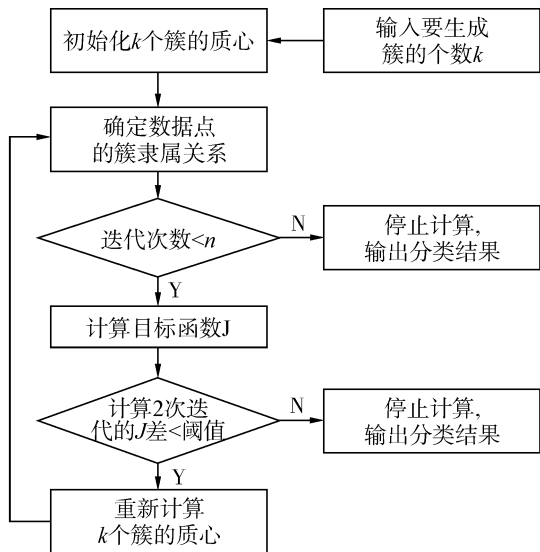 初始化k个簇的质心
输入要生成
簇的个数k
确定数据点
的簇隶属关系
迭代次数<n
N
停止计算,
输出分类结果
Y
计算目标函数J
计算2次迭
代的J差<阈值
N
停止计算,
输出分类结果
Y
重新计算
k个簇的质心